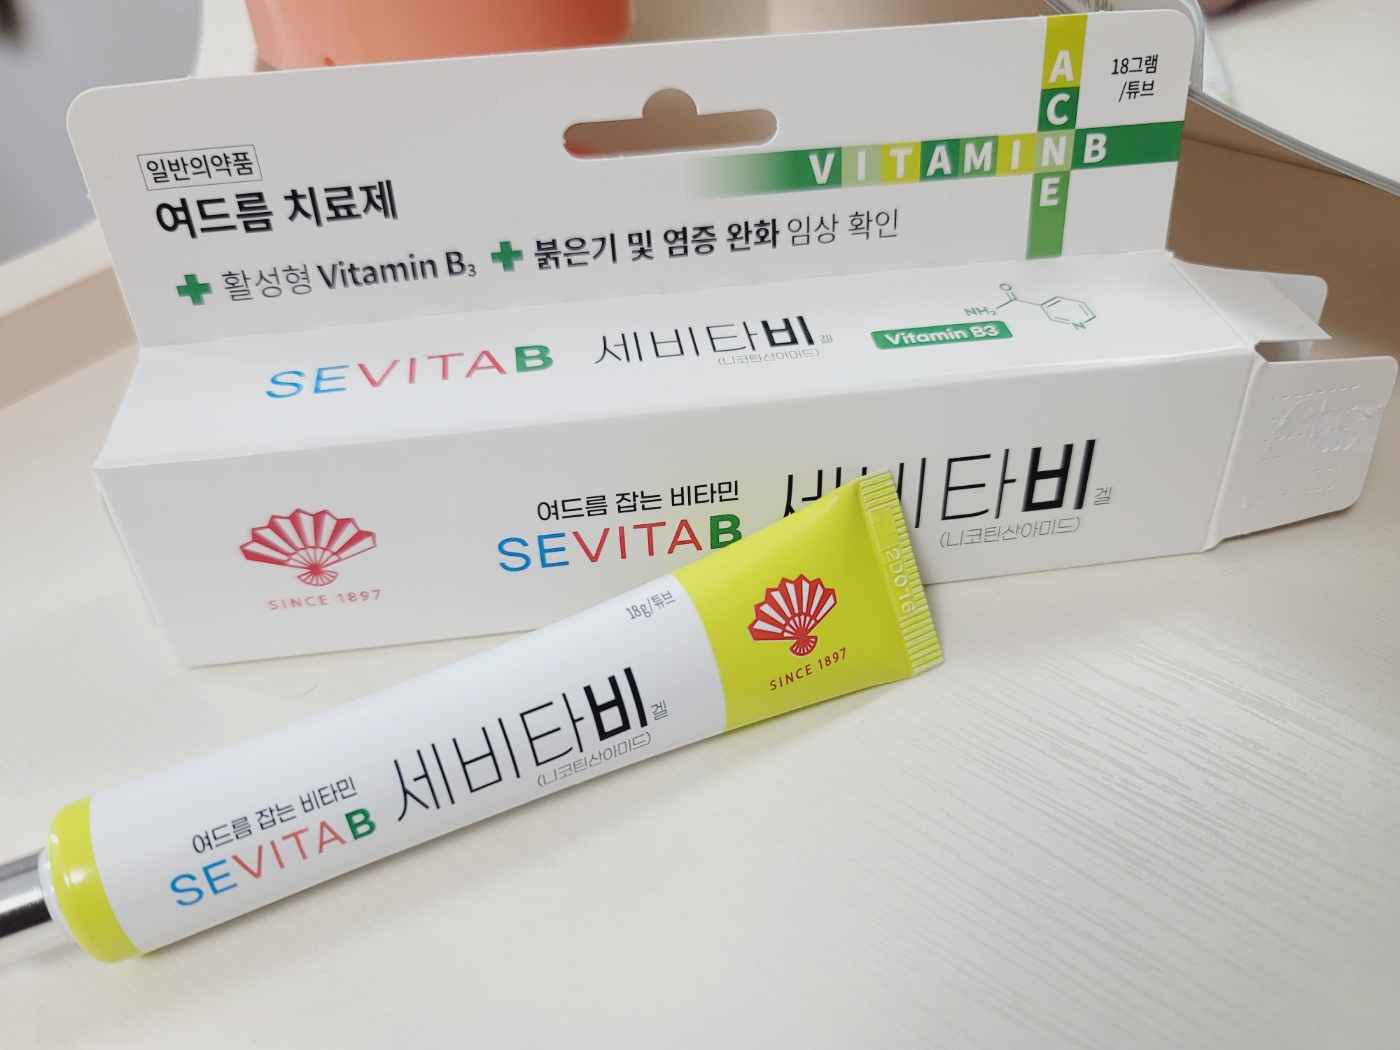 일반의약품
여드름 치료제
활성형 Vitamin B₃ 붉은기 및 염증 완화 임상 확인
VITAMIN B
ACNE
18그램
/튜브
SEVITAB 세비타비 겔
(니코틴산아미드)
Vitamin B3
NH₂
O
N
SINCE 1897
여드름 잡는 비타민
SEVITAB
세비타비 겔
(니코틴산아미드)
18g/튜브
여드름 잡는 비타민
SEVITAB
세비타비 겔
(니코틴산아미드)
SINCE 1897
2D016